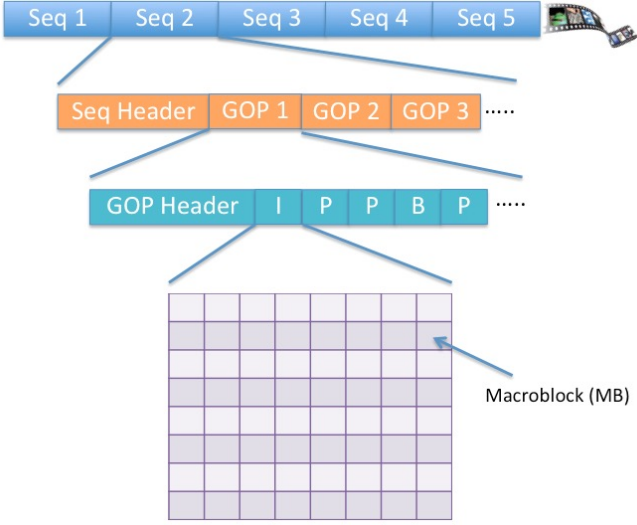 Seq 1 Seq 2 Seq 3 Seq 4 Seq 5
Seq Header GOP 1 GOP 2 GOP 3 .....
GOP Header I P P B P .....
Macroblock (MB)